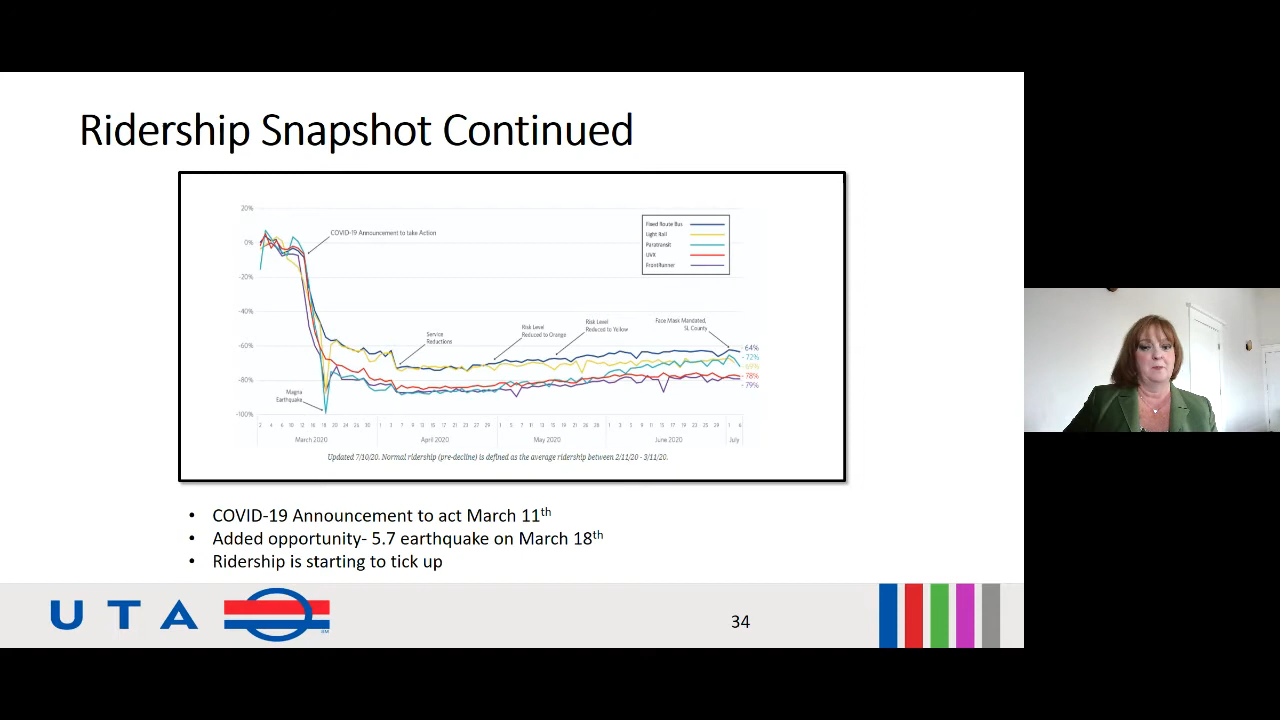 Ridership Snapshot Continued
20%
0%
-20%
-40%
-60%
-80%
-100%
COVID-19 Announcement to take Action
Fixed Route Bus
Light Rail
Paratransit
UVX
FrontRunner
Service
Reductions
Risk Level
Reduced to Orange
Risk Level
Reduced to Yellow
Face Mask Mandated,
SL County
Magna
Earthquake
- 64%
- 72%
- 69%
- 78%
- 79%
March 2020
April 2020
May 2020
June 2020
July
Updated 7/10/20. Normal ridership (pre-decline) is defined as the average ridership between 2/11/20 - 3/11/20.
• COVID-19 Announcement to act March 11th
• Added opportunity- 5.7 earthquake on March 18th
• Ridership is starting to tick up
UTA
34